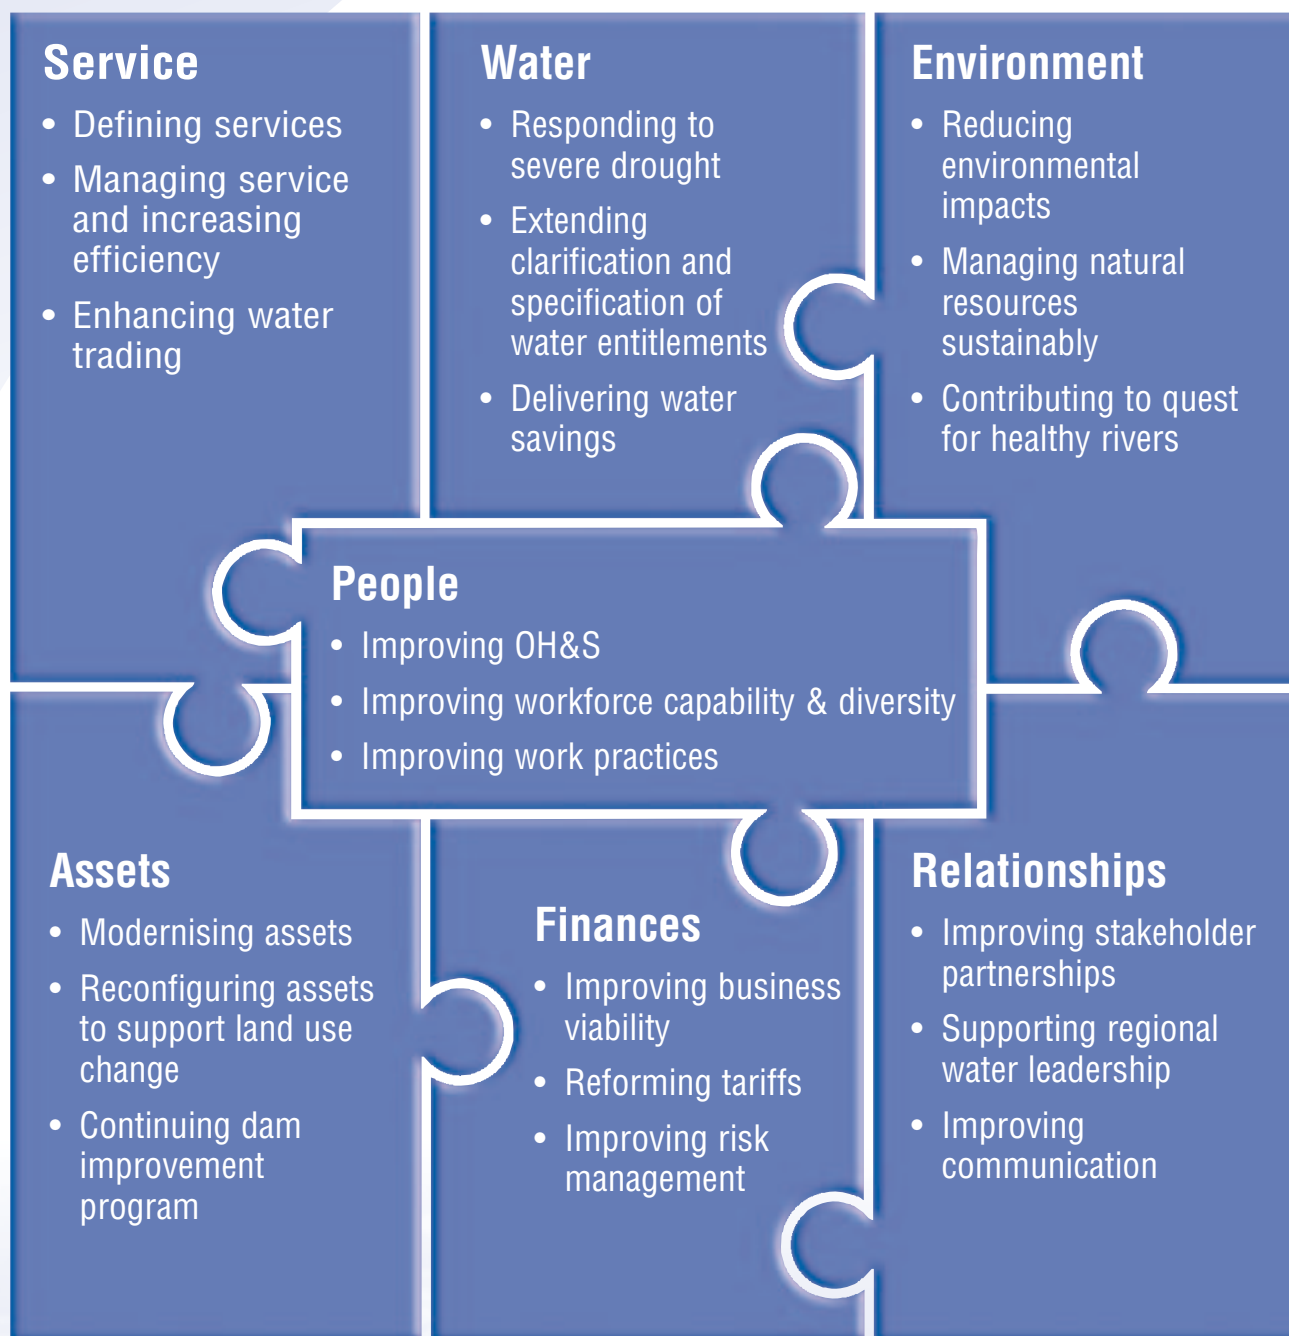 Service
• Defining services
• Managing service
and increasing
efficiency
• Enhancing water
trading
Water
• Responding to
severe drought
• Extending
clarification and
specification of
water entitlements
• Delivering water
savings
Environment
• Reducing
environmental
impacts
• Managing natural
resources
sustainably
• Contributing to quest
for healthy rivers
People
• Improving OH&S
• Improving workforce capability & diversity
• Improving work practices
Assets
• Modernising assets
• Reconfiguring assets
to support land use
change
• Continuing dam
improvement
program
Finances
• Improving business
viability
• Reforming tariffs
• Improving risk
management
Relationships
• Improving stakeholder
partnerships
• Supporting regional
water leadership
• Improving
communication